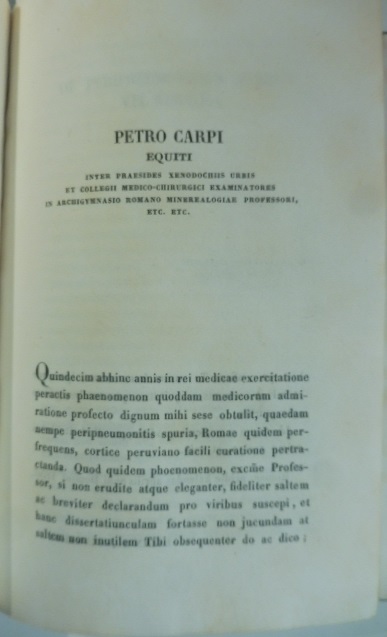 PETRO CARPI
EQUITI
INTER PRAESIDES XENODOCHIIS URBIS
ET COLLEGII MEDICO-CHIRURGICI EXAMINATORES
IN ARCHIGYMNASIO ROMANO MINEREALOGIAE PROFESSORI,
ETC. ETC.
Quindecim abhinc annis in rei medicae exercitatione
peractis phaenomenon quoddam medicorum admi-
ratione profecto dignum mihi sese obtulit, quaedam
nempe peripneumonitis spuria, Romae quidem per-
frequens, cortice peruviano facili curatione pertra-
ctanda. Quod quidem phoenomenon, eximie Profes-
sor, si non erudite atque eleganter, fideliter saltem
ac breviter declarandum pro viribus suscepi, et
hanc dissertatiunculam fortasse non jucundam at
saltem non inutilem Tibi obsequenter do ac dico;